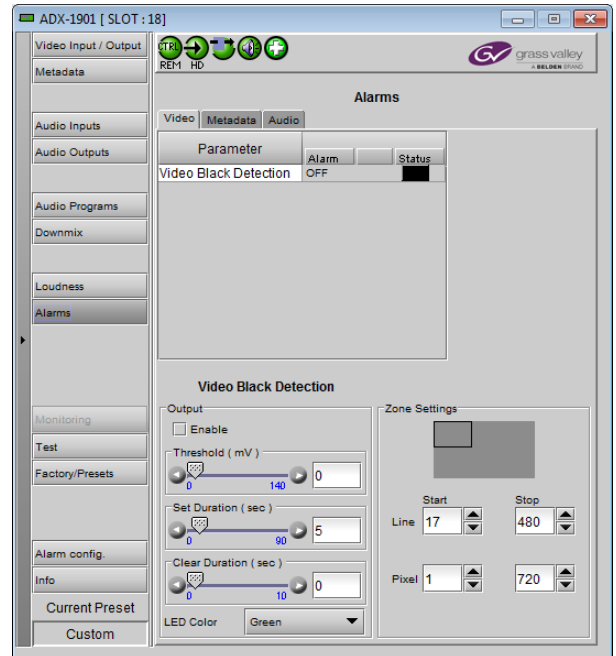 ADX-1901 [ SLOT : 18]
Video Input / Output
Metadata
Audio Inputs
Audio Outputs
Audio Programs
Downmix
Loudness
Alarms
Monitoring
Test
Factory/Presets
Alarm config.
Info
Current Preset
Custom
CTRL
REM HD
GV grass valley
A BELDEN BRAND
Alarms
Video Metadata Audio
Parameter Alarm Status
Video Black Detection OFF
Video Black Detection
Output
Enable
Threshold ( mV )
0 140 0
Set Duration ( sec )
0 90 5
Clear Duration ( sec )
0 10 0
LED Color Green
Zone Settings
Start Stop
Line 17 480
Pixel 1 720